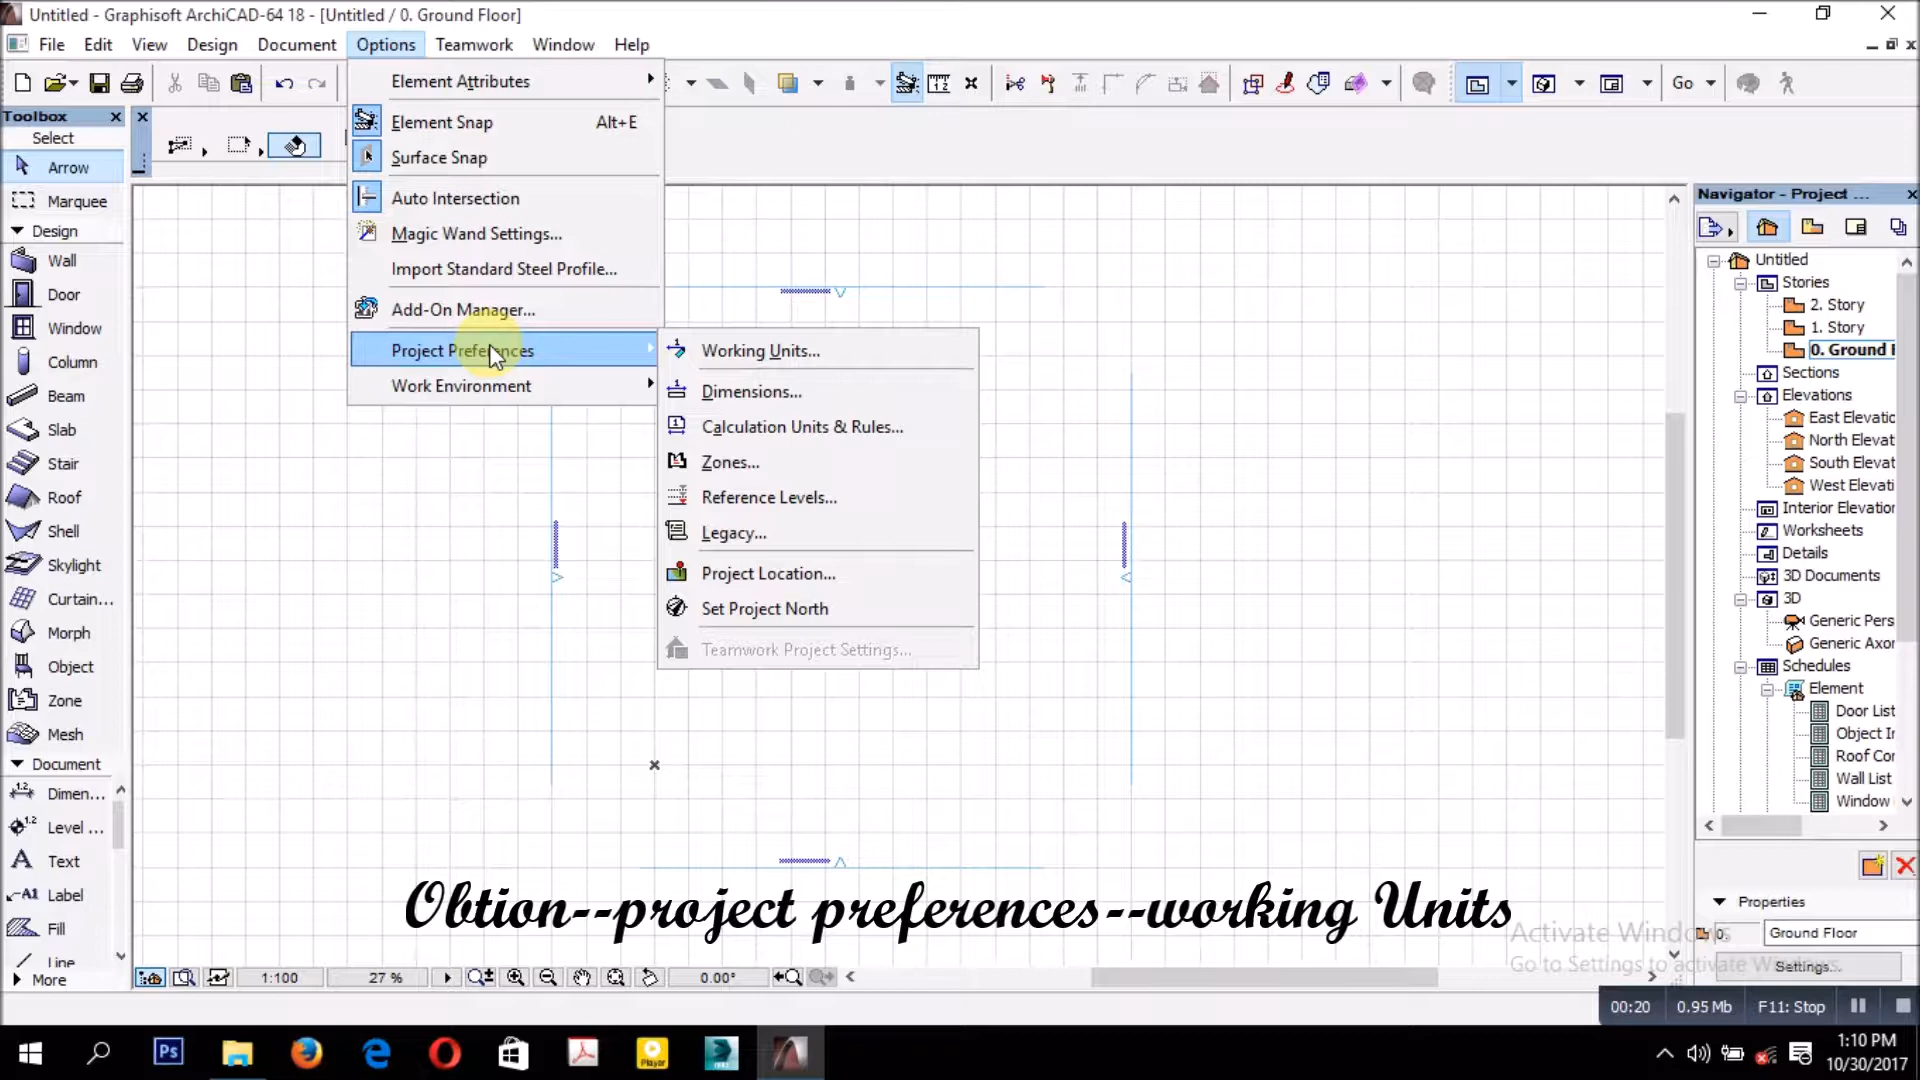 Untitled - Graphisoft ArchiCAD-64 18 - [Untitled / 0. Ground Floor]
File Edit View Design Document Options Teamwork Window Help
Go
Toolbox
Select
Arrow
Marquee
Design
Wall
Door
Window
Column
Beam
Slab
Stair
Roof
Shell
Skylight
Curtain...
Morph
Object
Zone
Mesh
Document
Dimen...
Level ...
Text
Label
Fill
Line
More
Element Attributes
Element Snap Alt+E
Surface Snap
Auto Intersection
Magic Wand Settings...
Import Standard Steel Profile...
Add-On Manager...
Project Preferences
Work Environment
Working Units...
Dimensions...
Calculation Units & Rules...
Zones...
Reference Levels...
Legacy...
Project Location...
Set Project North
Teamwork Project Settings...
Navigator - Project ...
Untitled
Stories
2. Story
1. Story
0. Ground F
Sections
Elevations
East Elevatio
North Elevat
South Elevat
West Elevati
Interior Elevation
Worksheets
Details
3D Documents
3D
Generic Pers
Generic Axor
Schedules
Element
Door List
Object In
Roof Cor
Wall List
Window
Properties
0. Ground Floor
Settings...
Obtion--project preferences--working Units
Activate Windows
Go to Settings to activate Windows.
1:100 27 % 0.00°
00:20 0.95 Mb F11: Stop
Ps
Player
1:10 PM
10/30/2017